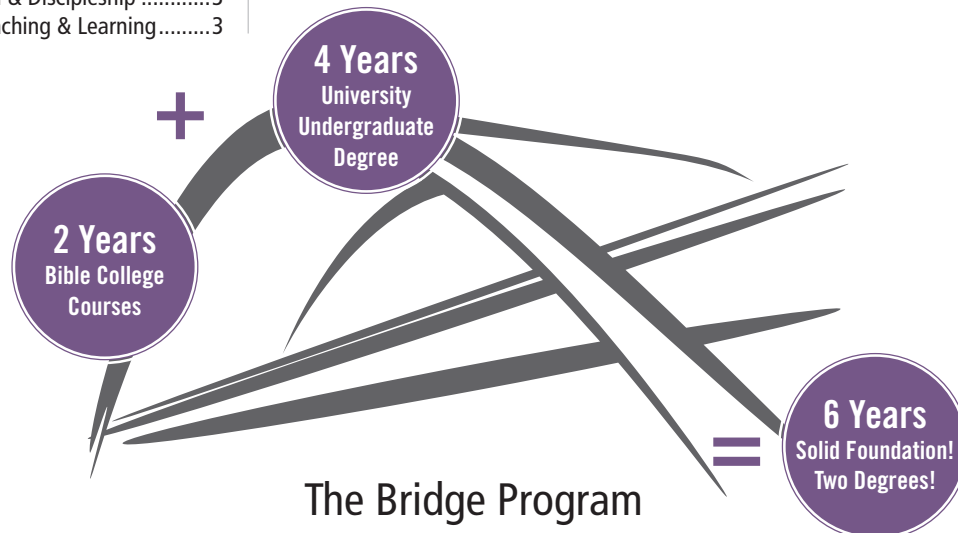 & Discipleship ............3
ching & Learning.........3
+
4 Years
University
Undergraduate
Degree
2 Years
Bible College
Courses
=
6 Years
Solid Foundation!
Two Degrees!
The Bridge Program